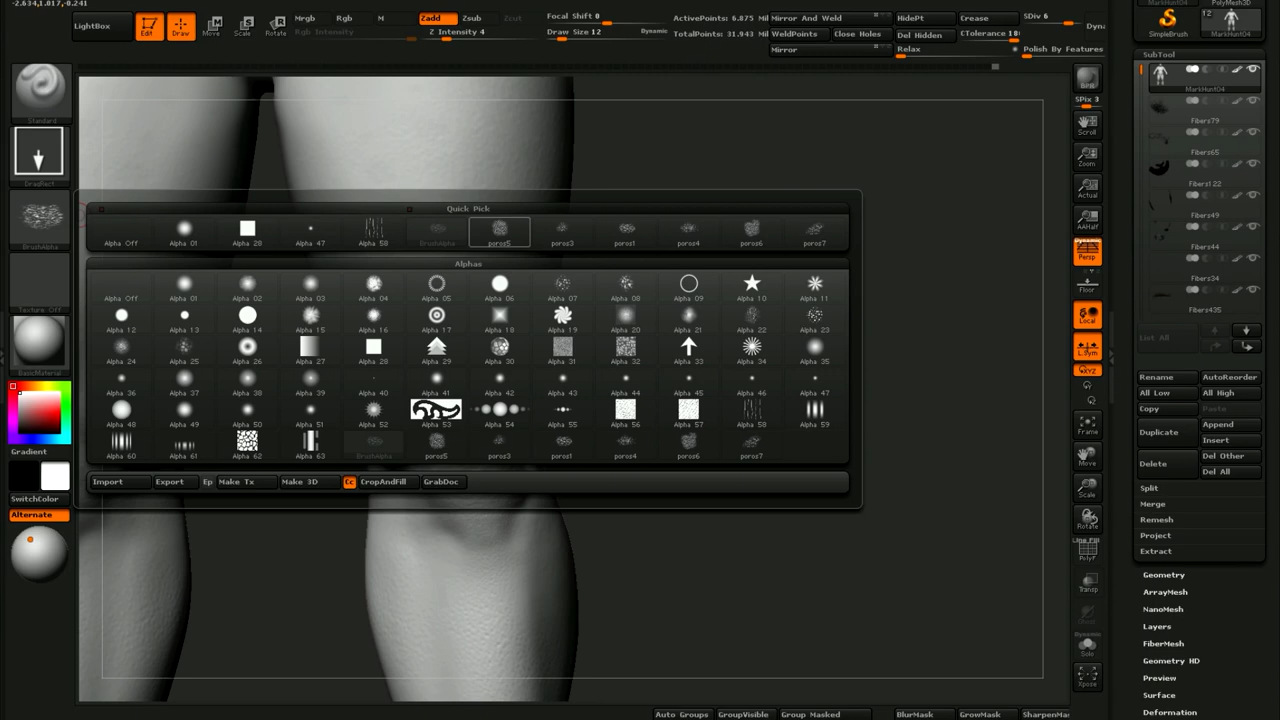 -2.634,1.017,-0.241
LightBox
Edit
Draw
Move
Scale
Rotate
Mrgb Rgb M
Rgb Intensity
Zadd Zsub Zcut
Z Intensity 4
Focal Shift 0
Draw Size 12
Dynamic
ActivePoints: 6.875 Mil
TotalPoints: 31.943 Mil
Mirror And Weld
WeldPoints Close Holes
Mirror
HidePt
Del Hidden
Relax
Crease
CTolerance
SDiv 6
Polish By Features
MarkHunt04 PolyMesh3D
SimpleBrush
12
MarkHunt04
SubTool
MarkHunt04
Fibers79
Fibers65
Fibers122
Fibers49
Fibers44
Fibers34
Fibers435
List All
Rename AutoReorder
All Low All High
Copy Paste
Duplicate Append
Insert
Delete Del Other
Del All
Split
Merge
Remesh
Project
Extract
Geometry
ArrayMesh
NanoMesh
Layers
FiberMesh
Geometry HD
Preview
Surface
Deformation
Standard
DragRect
BrushAlpha
Texture Off
BasicMaterial
Gradient
SwitchColor
Alternate
BPR
SPix 3
Scroll
Zoom
Actual
AAHalf
Dynamic
Persp
Floor
Local
L.Sym
Frame
Move
Scale
Rotate
Line Fill
PolyF
Transp
Ghost
Dynamic
Solo
Xpose
Quick Pick
Alpha Off Alpha 01 Alpha 28 Alpha 47 Alpha 58 BrushAlpha poros5 poros3 poros1 poros4 poros6 poros7
Alphas
Alpha Off Alpha 01 Alpha 02 Alpha 03 Alpha 04 Alpha 05 Alpha 06 Alpha 07 Alpha 08 Alpha 09 Alpha 10 Alpha 11
Alpha 12 Alpha 13 Alpha 14 Alpha 15 Alpha 16 Alpha 17 Alpha 18 Alpha 19 Alpha 20 Alpha 21 Alpha 22 Alpha 23
Alpha 24 Alpha 25 Alpha 26 Alpha 27 Alpha 28 Alpha 29 Alpha 30 Alpha 31 Alpha 32 Alpha 33 Alpha 34 Alpha 35
Alpha 36 Alpha 37 Alpha 38 Alpha 39 Alpha 40 Alpha 41 Alpha 42 Alpha 43 Alpha 44 Alpha 45 Alpha 46 Alpha 47
Alpha 48 Alpha 49 Alpha 50 Alpha 51 Alpha 52 Alpha 53 Alpha 54 Alpha 55 Alpha 56 Alpha 57 Alpha 58 Alpha 59
Alpha 60 Alpha 61 Alpha 62 Alpha 63 BrushAlpha poros5 poros3 poros1 poros4 poros6 poros7
Import Export Ep Make Tx Make 3D Cc CropAndFill GrabDoc
Auto Groups GroupVisible Group Masked BlurMask GrowMask